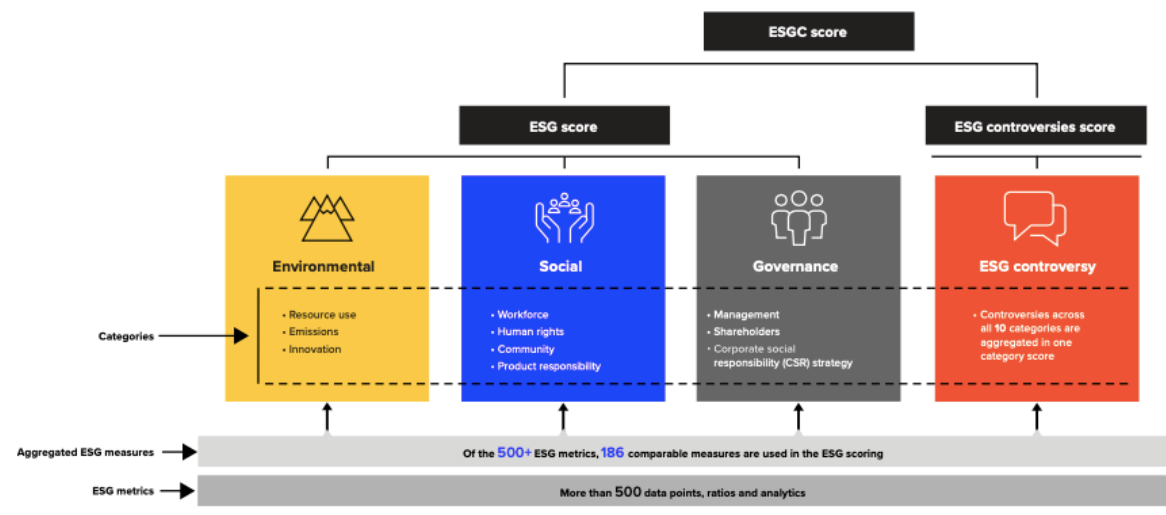 ESGC score
ESG score
ESG controversies score
Environmental
Social
Governance
ESG controversy
Categories
• Resource use
• Emissions
• Innovation
• Workforce
• Human rights
• Community
• Product responsibility
• Management
• Shareholders
• Corporate social
responsibility (CSR) strategy
• Controversies across
all 10 categories are
aggregated in one
category score
Aggregated ESG measures
Of the 500+ ESG metrics, 186 comparable measures are used in the ESG scoring
ESG metrics
More than 500 data points, ratios and analytics